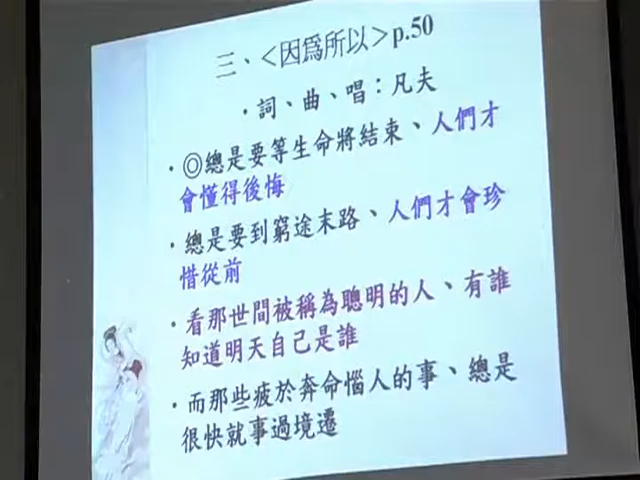 三、<因為所以>p.50
・詞、曲、唱：凡夫
・◎總是要等生命將結束、人們才
會懂得後悔
・總是要到窮途末路、人們才會珍
惜從前
・看那世間被稱為聰明的人、有誰
知道明天自己是誰
・而那些疲於奔命惱人的事、總是
很快就事過境遷